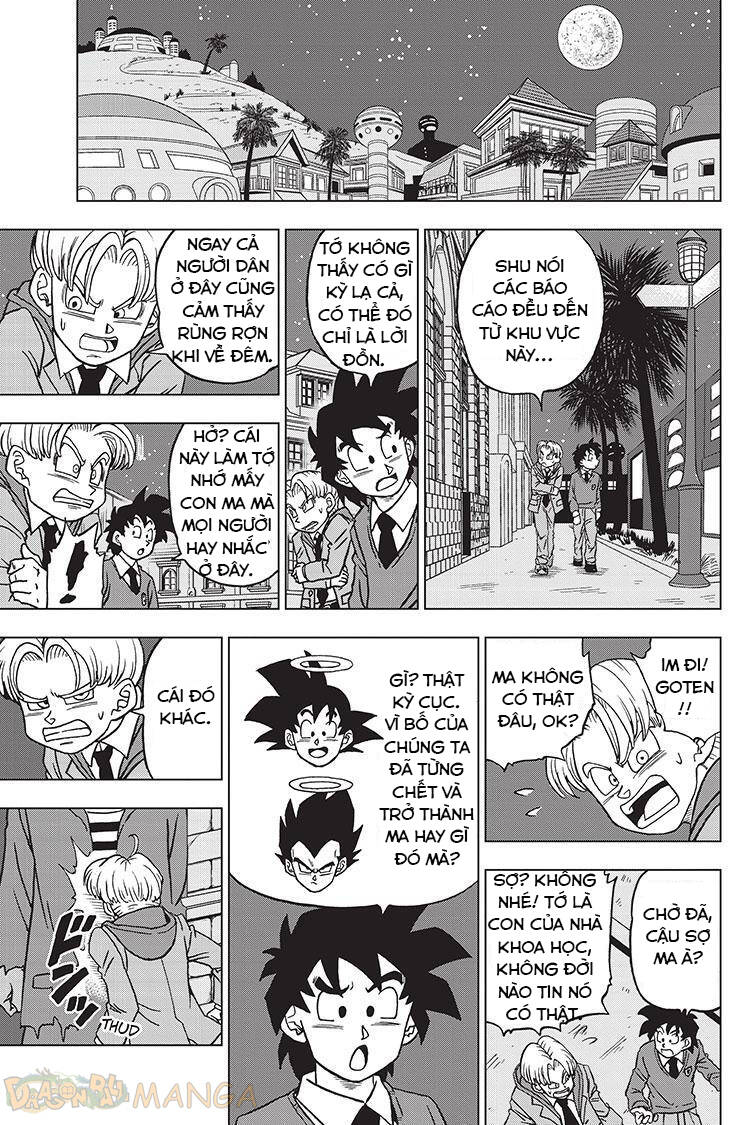 SHU NÓI
CÁC BÁO
CÁO ĐỀU ĐẾN
TỪ KHU VỰC
NÀY...
TỚ KHÔNG
THẤY CÓ GÌ
KỲ LẠ CẢ,
CÓ THỂ ĐÓ
CHỈ LÀ LỜI
ĐỒN.
NGAY CẢ
NGƯỜI DÂN
Ở ĐÂY CŨNG
CẢM THẤY
RÙNG RỢN
KHI VỀ ĐÊM.
HỞ? CÁI
NÀY LÀM TỚ
NHỚ MẤY
CON MA MÀ
MỌI NGƯỜI
HAY NHẮC
Ở ĐÂY.
IM ĐI!
GOTEN
!!
MA KHÔNG
CÓ THẬT
ĐÂU, OK?
CHỜ ĐÃ,
CẬU SỢ
MA À?
SỢ? KHÔNG
NHÉ! TỚ LÀ
CON CỦA NHÀ
KHOA HỌC,
KHÔNG ĐỜI
NÀO TIN NÓ
CÓ THẬT.
GÌ? THẬT
KỲ CỤC.
VÌ BỐ CỦA
CHÚNG TA
ĐÃ TỪNG
CHẾT VÀ
TRỞ THÀNH
MA HAY GÌ
ĐÓ MÀ?
CÁI ĐÓ
KHÁC.
ドンッ
THUD
DRAGON BALL MANGA